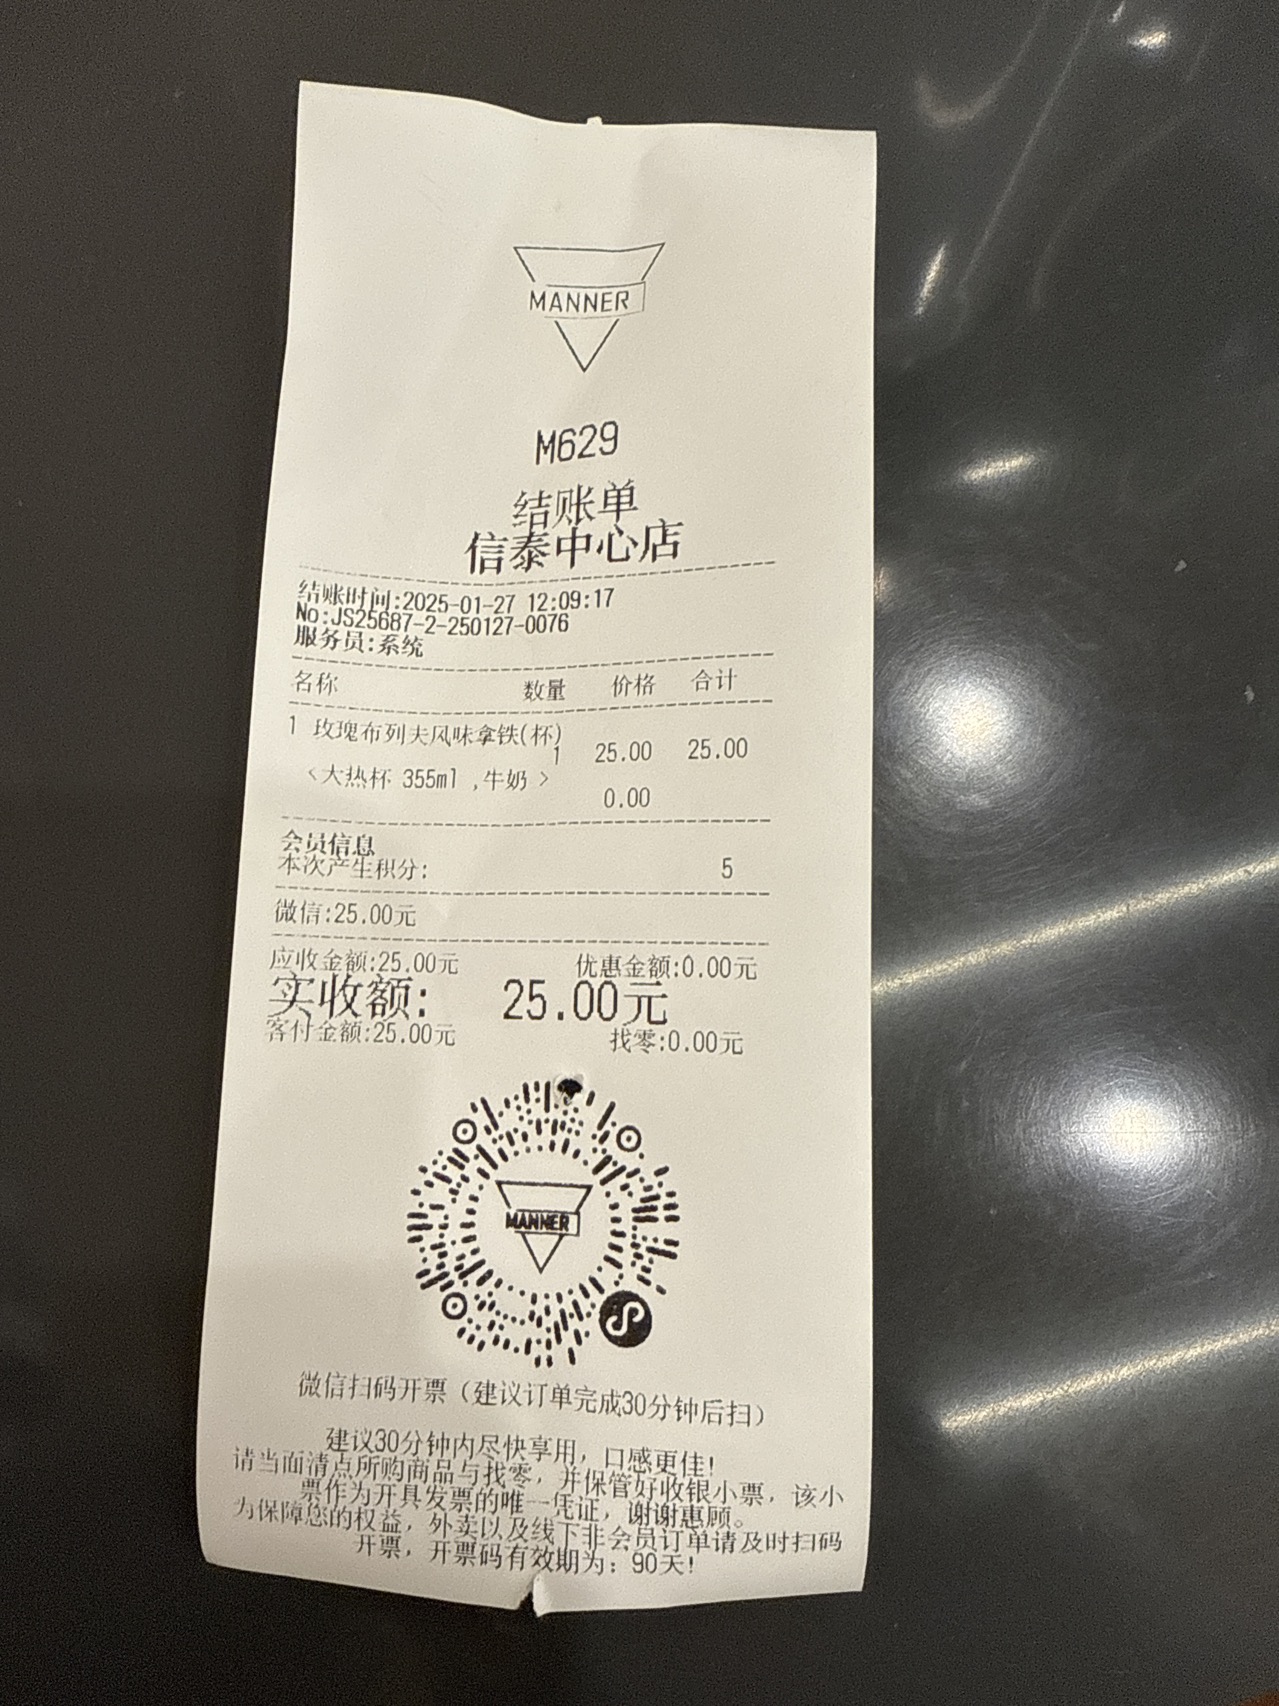 MANNER
M629
结账单
信泰中心店
结账时间:2025-01-27 12:09:17
No:JS25687-2-250127-0076
服务员:系统
名称 数量 价格 合计
1 玫瑰布列夫风味拿铁(杯)
1 25.00 25.00
<大热杯 355ml ,牛奶 >
0.00
会员信息
本次产生积分: 5
微信:25.00元
应收金额:25.00元 优惠金额:0.00元
实收额: 25.00元
客付金额:25.00元 找零:0.00元
MANNER
微信扫码开票（建议订单完成30分钟后扫）
建议30分钟内尽快享用，口感更佳!
请当面清点所购商品与找零，并保管好收银小票，该小
票作为开具发票的唯一凭证，谢谢惠顾。
为保障您的权益，外卖以及线下非会员订单请及时扫码
开票，开票码有效期为：90天!